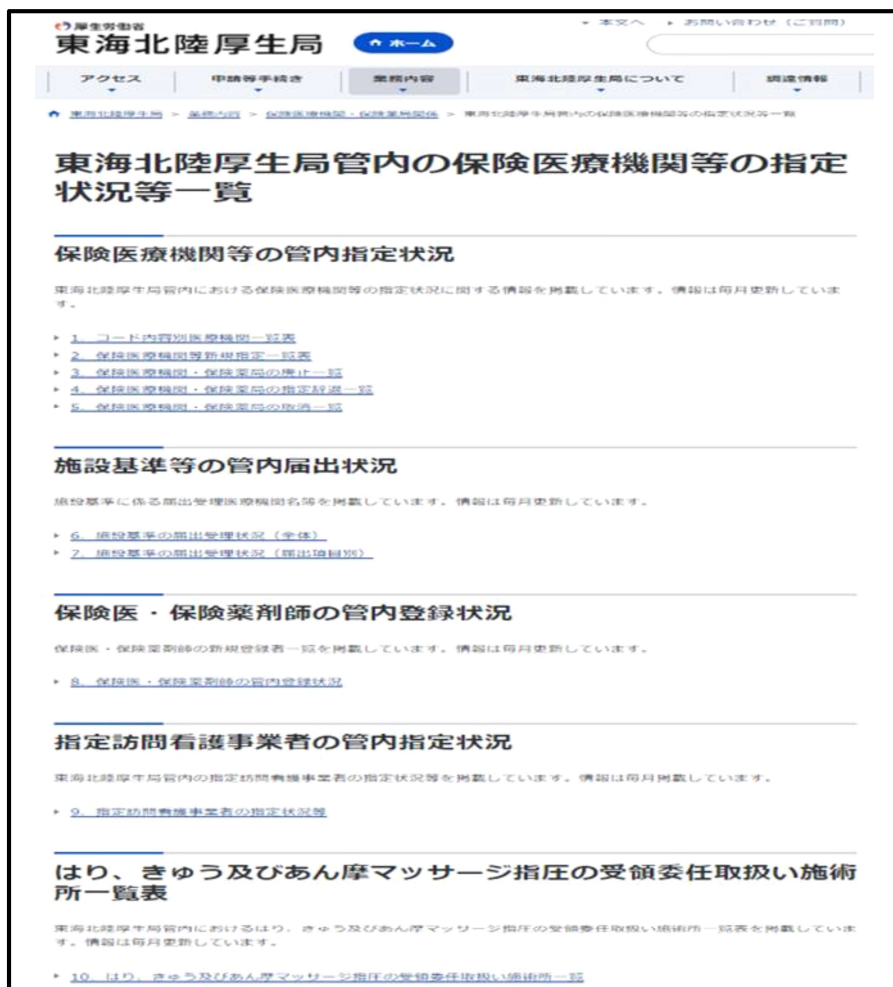 厚生労働省
東海北陸厚生局
ホーム
本文へ
お問い合わせ（ご質問）
アクセス
申請等手続き
業務内容
東海北陸厚生局について
調達情報
東海北陸厚生局 > 業務内容 > 保険医療機関・保険薬局関係 > 東海北陸厚生局管内の保険医療機関等の指定状況等一覧
東海北陸厚生局管内の保険医療機関等の指定
状況等一覧
保険医療機関等の管内指定状況
東海北陸厚生局管内における保険医療機関等の指定状況に関する情報を掲載しています。情報は毎月更新していま
す。
1. コード内容別医療機関一覧表
2. 保険医療機関等新規指定一覧表
3. 保険医療機関・保険薬局の廃止一覧
4. 保険医療機関・保険薬局の指定辞退一覧
5. 保険医療機関・保険薬局の取消一覧
施設基準等の管内届出状況
施設基準に係る届出受理医療機関名簿を掲載しています。情報は毎月更新しています。
6. 施設基準の届出受理状況（全体）
7. 施設基準の届出受理状況（届出項目別）
保険医・保険薬剤師の管内登録状況
保険医・保険薬剤師の新規登録者一覧を掲載しています。情報は毎月更新しています。
8. 保険医・保険薬剤師の管内登録状況
指定訪問看護事業者の管内指定状況
東海北陸厚生局管内の指定訪問看護事業者の指定状況等を掲載しています。情報は毎月掲載しています。
9. 指定訪問看護事業者の指定状況等
はり、きゅう及びあん摩マッサージ指圧の受領委任取扱い施術
所一覧表
東海北陸厚生局管内におけるはり、きゅう及びあん摩マッサージ指圧の受領委任取扱い施術所一覧表を掲載していま
す。情報は毎月更新しています。
10. はり、きゅう及びあん摩マッサージ指圧の受領委任取扱い施術所一覧